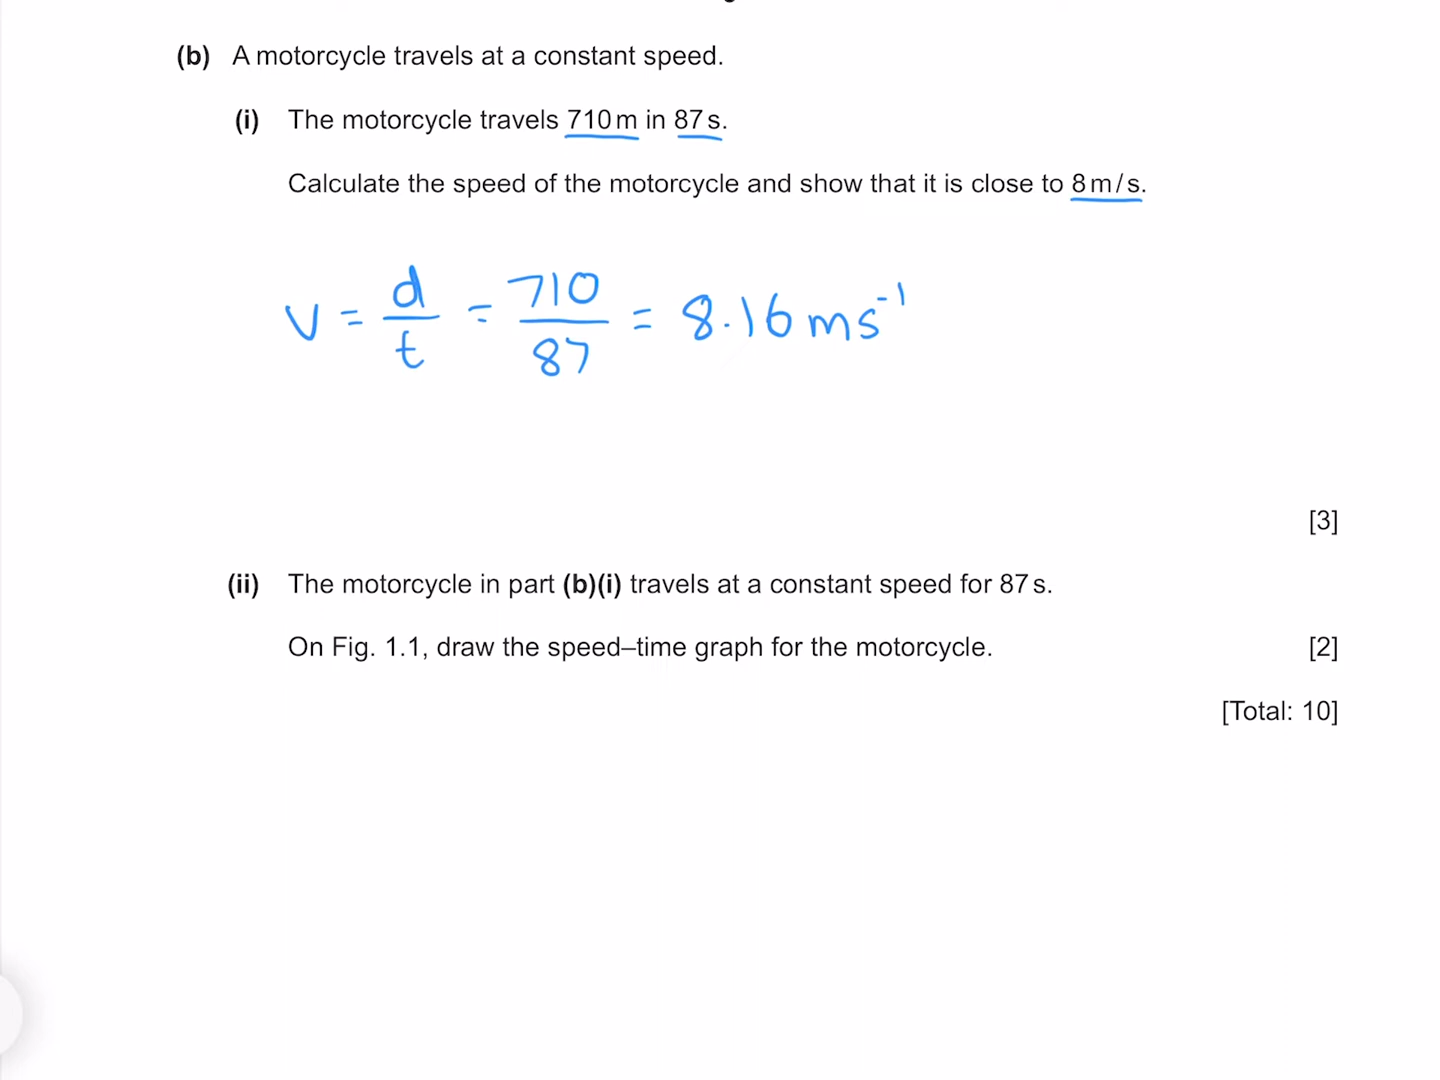 (b) A motorcycle travels at a constant speed.
(i) The motorcycle travels 710 m in 87 s.
Calculate the speed of the motorcycle and show that it is close to 8 m/s.
v = d/t = 710/87 = 8.16 ms⁻¹
[3]
(ii) The motorcycle in part (b)(i) travels at a constant speed for 87 s.
On Fig. 1.1, draw the speed–time graph for the motorcycle. [2]
[Total: 10]